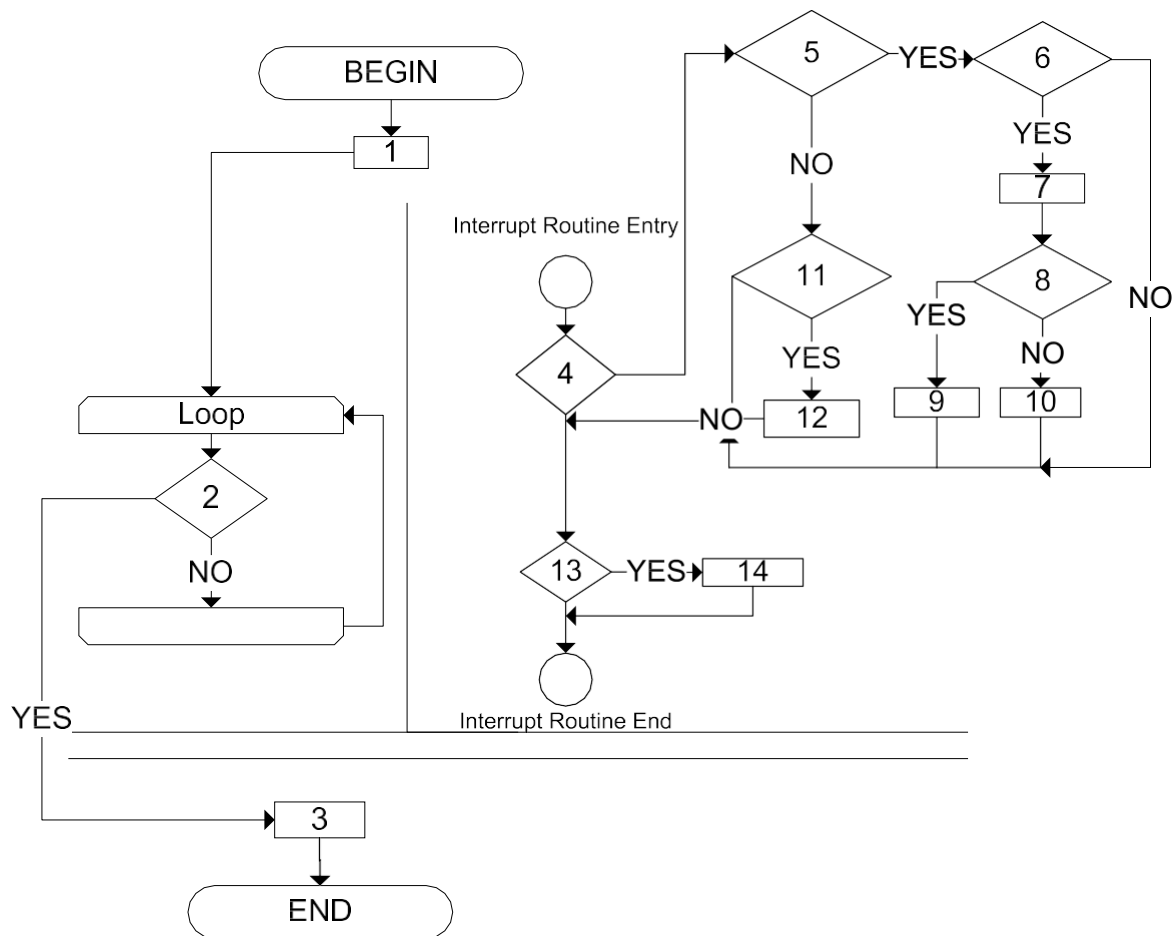 BEGIN
1
Loop
2
NO
YES
3
END
Interrupt Routine Entry
4
5
YES
6
YES
NO
7
8
YES
NO
9
10
NO
11
YES
12
NO
13
YES
14
Interrupt Routine End